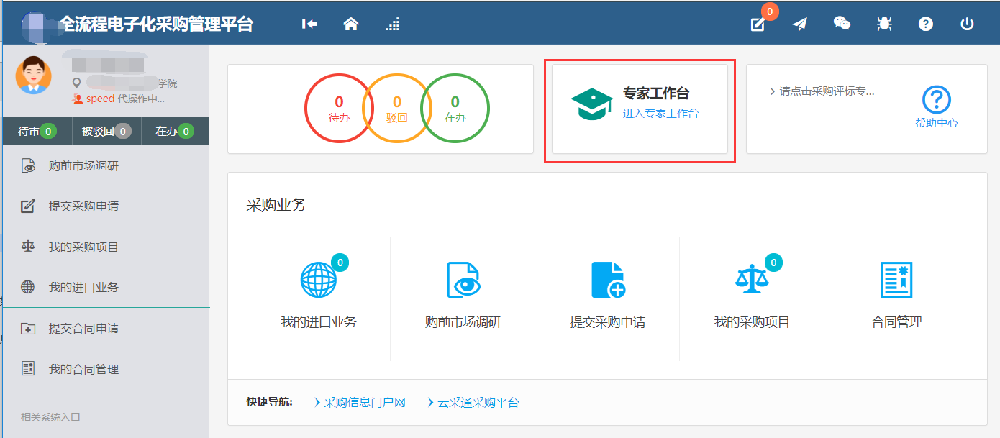 全流程电子化采购管理平台
0
学院
speed 代操作中...
待审 0
被驳回 0
在办 0
购前市场调研
提交采购申请
我的采购项目
我的进口业务
提交合同申请
我的合同管理
相关系统入口
0
待办
0
驳回
0
在办
专家工作台
进入专家工作台
请点击采购评标专...
帮助中心
采购业务
0
我的进口业务
购前市场调研
提交采购申请
0
我的采购项目
合同管理
快捷导航:
采购信息门户网
云采通采购平台